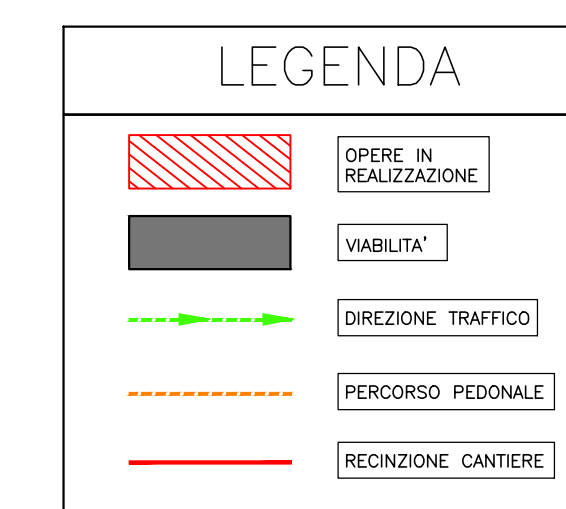 LEGENDA
OPERE IN
REALIZZAZIONE
VIABILITA'
DIREZIONE TRAFFICO
PERCORSO PEDONALE
RECINZIONE CANTIERE